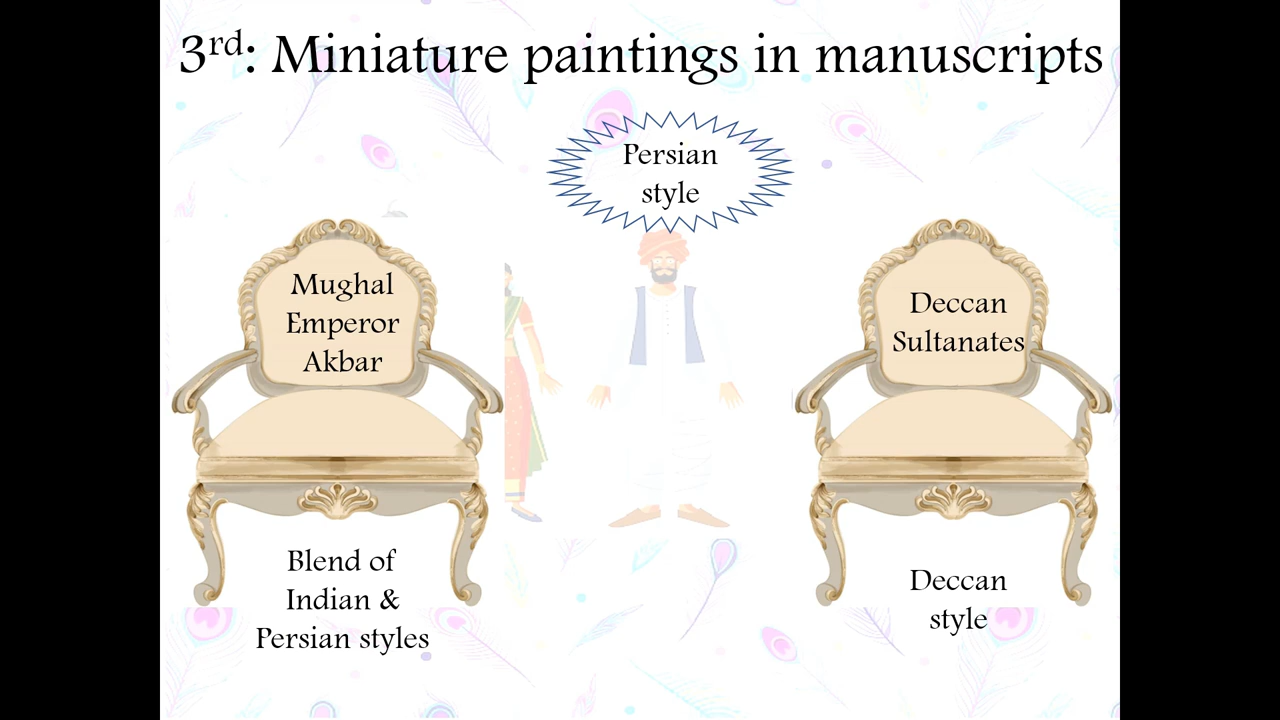 3rd: Miniature paintings in manuscripts
Persian
style
Mughal
Emperor
Akbar
Deccan
Sultanates
Blend of
Indian &
Persian styles
Deccan
style